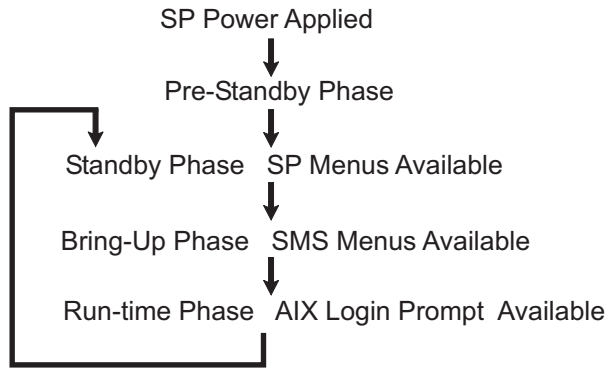 SP Power Applied
Pre-Standby Phase
Standby Phase SP Menus Available
Bring-Up Phase SMS Menus Available
Run-time Phase AIX Login Prompt Available